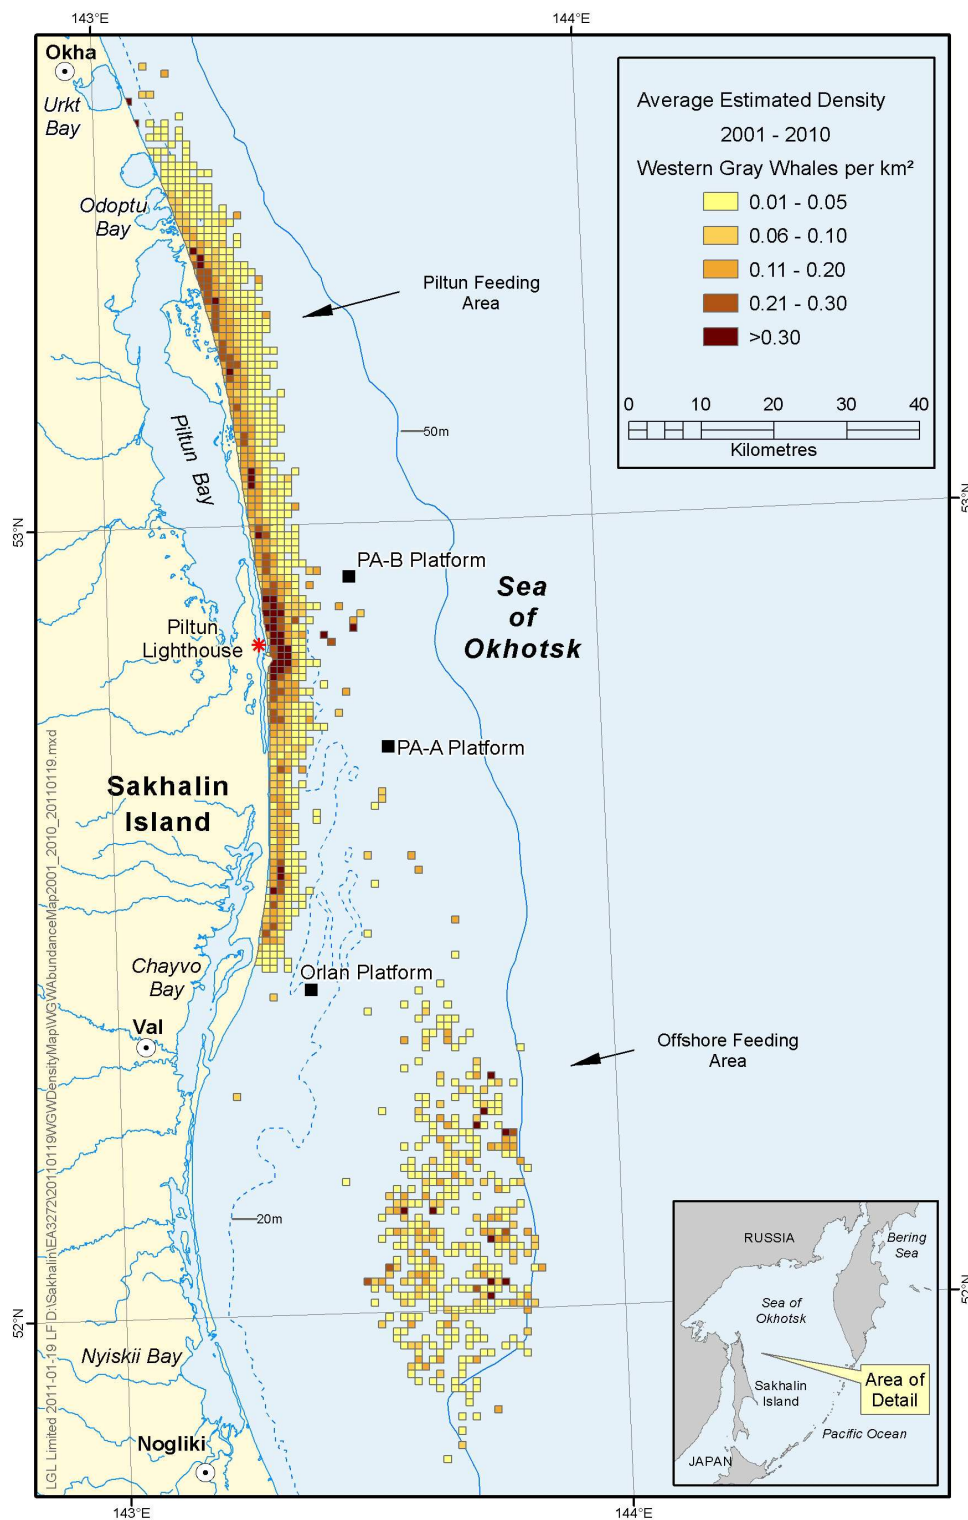 143°E
144°E
Okha
Urkt
Bay
Odoptu
Bay
Average Estimated Density
2001 - 2010
Western Gray Whales per km²
0.01 - 0.05
0.06 - 0.10
0.11 - 0.20
0.21 - 0.30
>0.30
0 10 20 30 40
Kilometres
Piltun Feeding
Area
50m
Piltun Bay
53°N
53°N
PA-B Platform
Sea
of
Okhotsk
Piltun
Lighthouse
PA-A Platform
Sakhalin
Island
Chayvo
Bay
Orlan Platform
Val
Offshore Feeding
Area
20m
52°N
52°N
Nyiskii Bay
Nogliki
RUSSIA
Bering
Sea
Sea of
Okhotsk
Area of
Detail
Sakhalin
Island
Pacific Ocean
JAPAN
LGL Limited 2011-01-19 LF D:\Sakhalin\EA3272\20110119WGWDensityMap\WGWAbundanceMap2001_2010_20110119.mxd
143°E
144°E